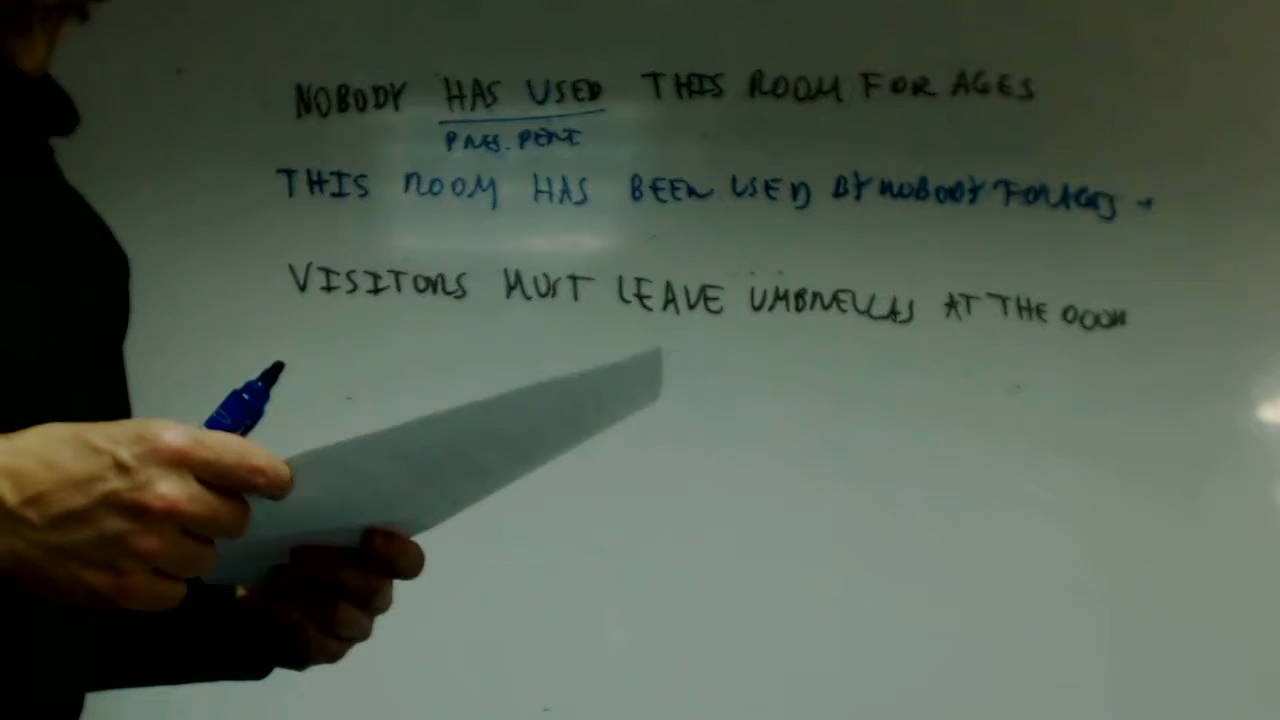 NOBODY HAS USED THIS ROOM FOR AGES
PRES. PERF
THIS ROOM HAS BEEN USED BY NOBODY FOR AGES
VISITORS MUST LEAVE UMBRELLAS AT THE DOOR